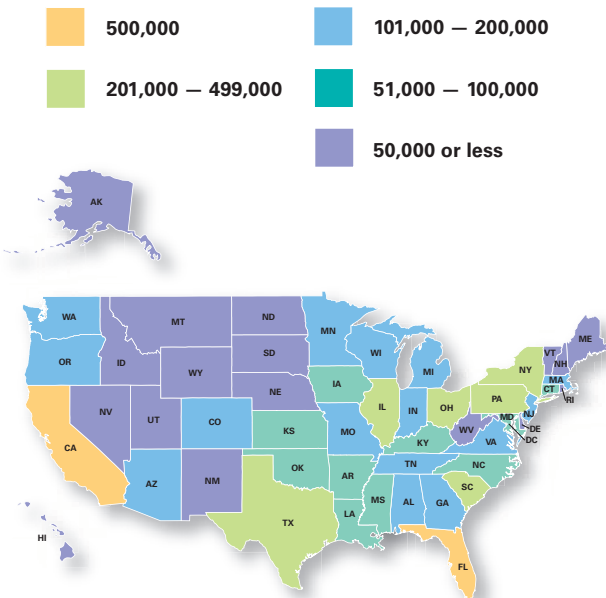 500,000
101,000 — 200,000
201,000 — 499,000
51,000 — 100,000
50,000 or less
AK
WA
MT
ND
MN
ME
VT
NH
OR
ID
SD
WI
MI
NY
MA
WY
IA
CT
RI
NE
PA
NV
UT
IL
IN
OH
NJ
CO
MD
DE
CA
KS
MO
WV
VA
DC
KY
OK
TN
NC
AZ
NM
AR
SC
MS
AL
GA
LA
TX
HI
FL